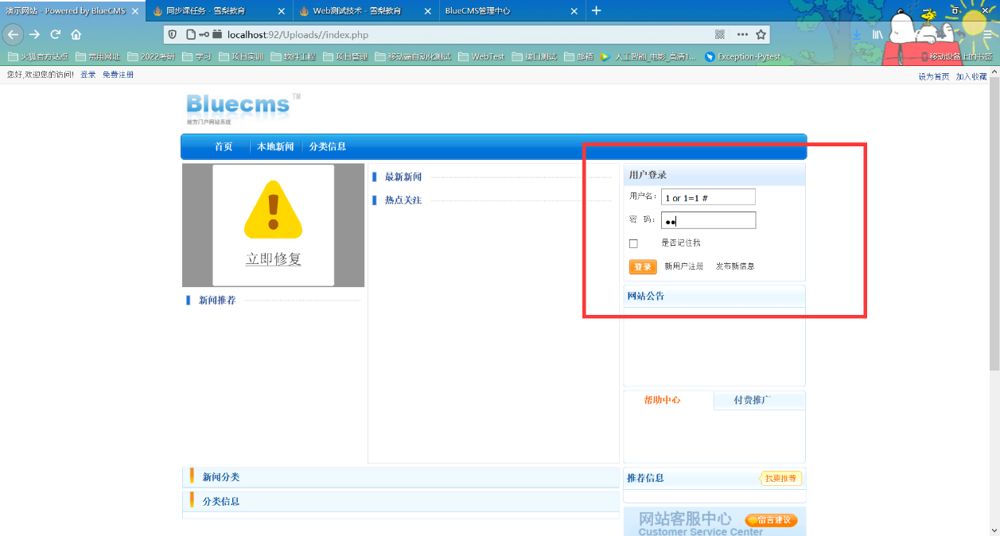 演示网站 - Powered by BlueCMS
同步课任务 - 雪梨教育
Web测试技术 - 雪梨教育
BlueCMS管理中心
localhost:92/Uploads//index.php
火狐官方站点 常用网址 2022考研 学习 项目实训 软件工程 项目管理 移动端自动化测试 WebTest 接口测试 邮箱 人工智能_电影_高清1... Exception-Pytest 移动设备上的书签
您好,欢迎您的访问! 登录 免费注册
设为首页 加入收藏
Bluecms TM
地方门户网站系统
首页 本地新闻 分类信息
立即修复
新闻推荐
最新新闻
热点关注
用户登录
用户名: 1 or 1=1 #
密 码: ●●
是否记住我
登录 新用户注册 发布新信息
网站公告
帮助中心 付费推广
新闻分类
分类信息
推荐信息 我要推荐
网站客服中心 留言建议
Customer Service Center